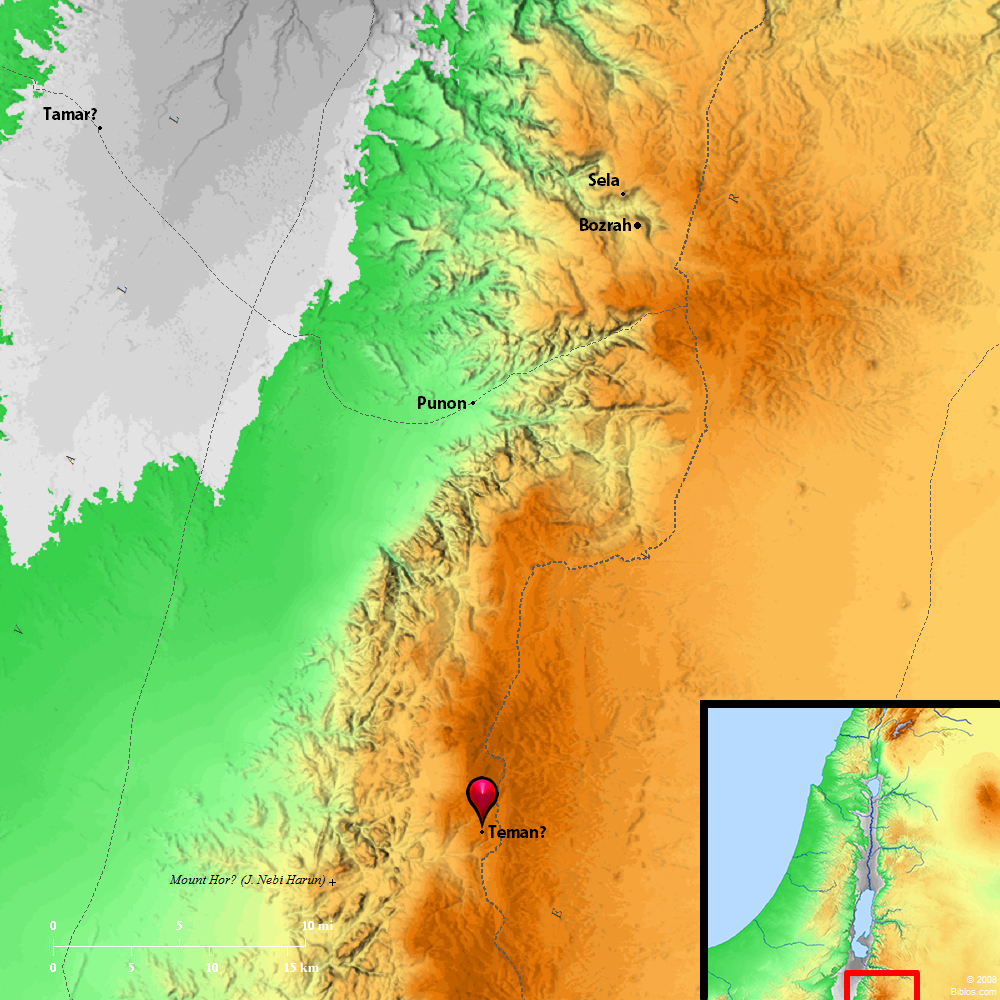 Tamar?
L
Sela
R
Bozrah
L
Punon
A
V
Teman?
Mount Hor? (J. Nebi Harun)
E
0 5 10 mi
0 5 10 15 km
© 2008
Biblos.com